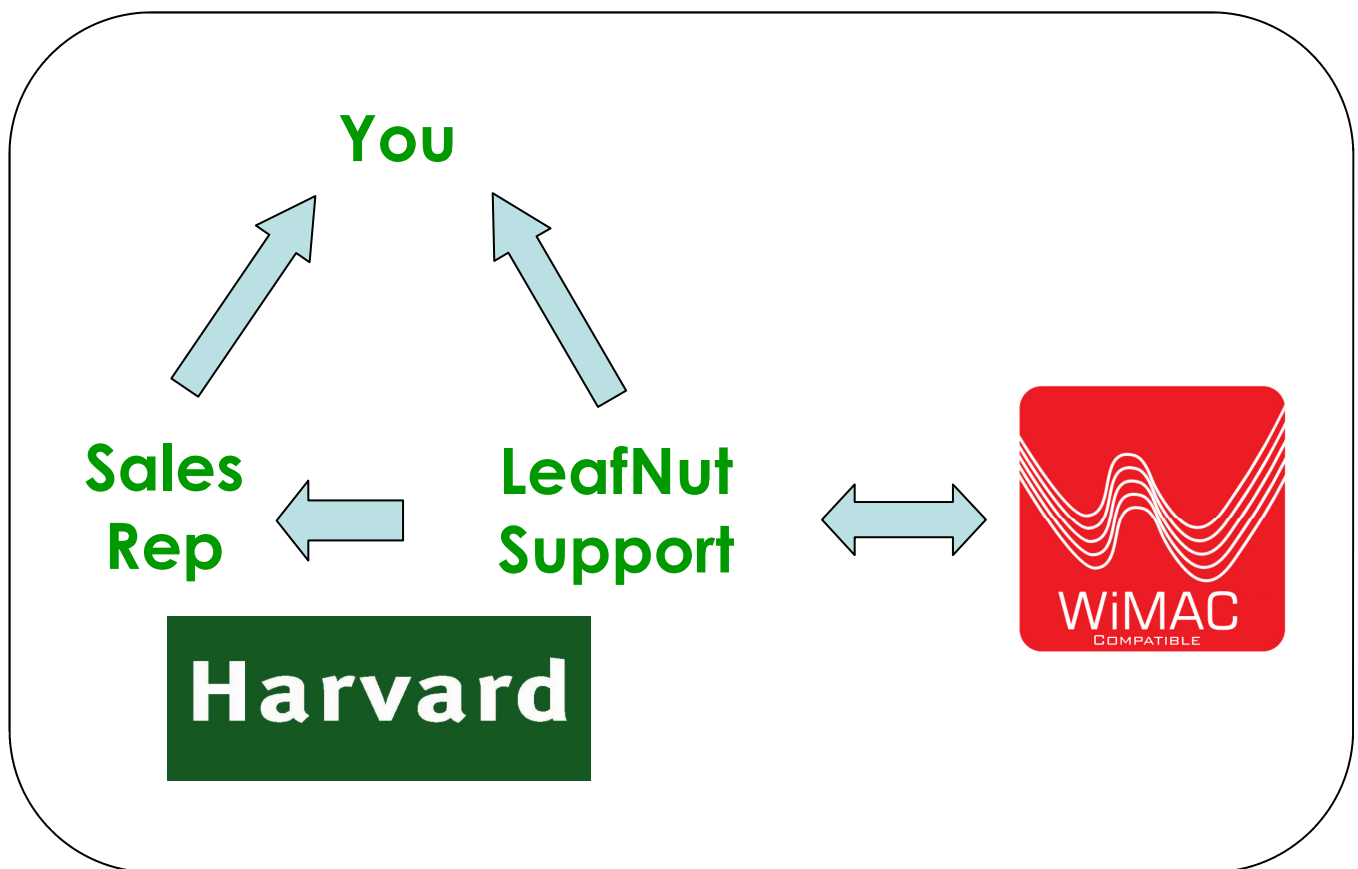 You
Sales
Rep
LeafNut
Support
Harvard
WiMAC
COMPATIBLE